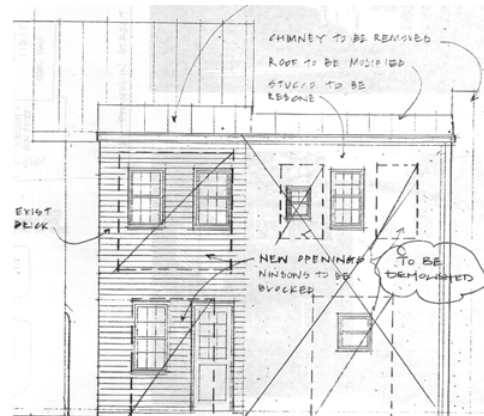 CHIMNEY TO BE REMOVED
ROOF TO BE MODIFIED
STUCCO TO BE
REDONE
EXIST
BRICK
NEW OPENINGS
WINDOWS TO BE
BLOCKED
TO BE
DEMOLISHED